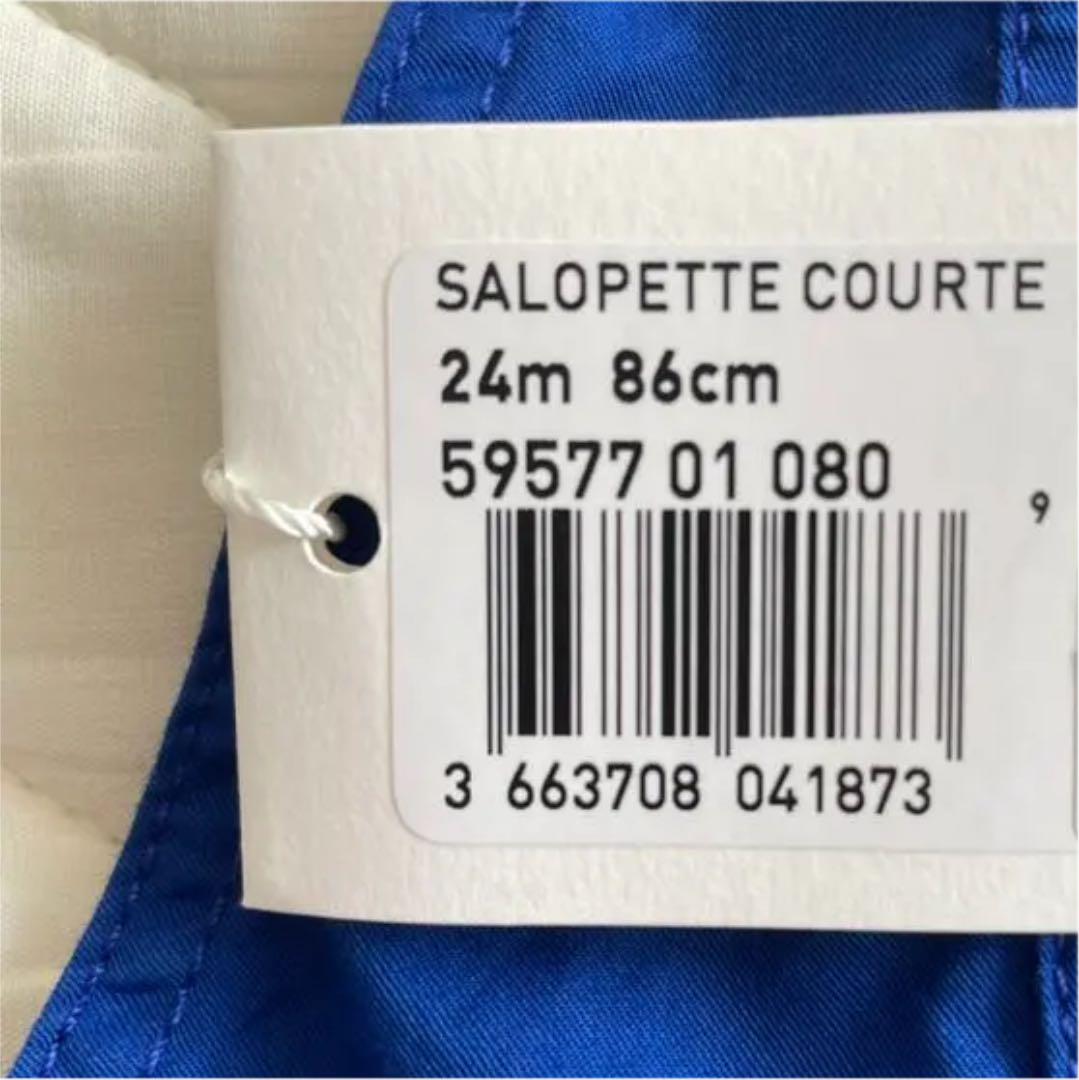 SALOPETTE COURTE
24m 86cm
59577 01 080
9
3 663708 041873